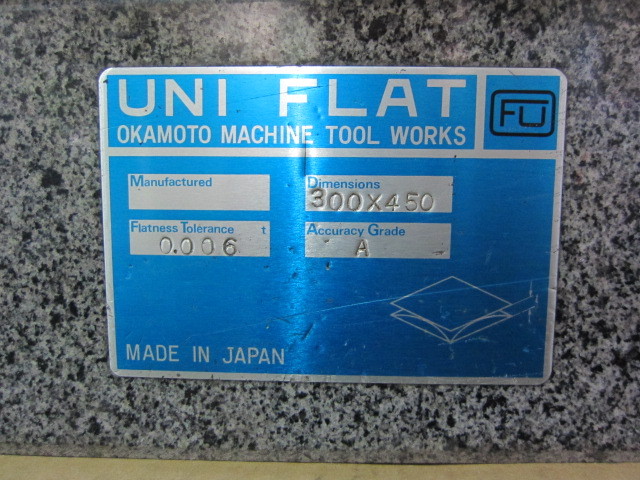 UNI FLAT
OKAMOTO MACHINE TOOL WORKS
FU
Manufactured
Dimensions
300X450
Flatness Tolerance t
0.006
Accuracy Grade
A
MADE IN JAPAN